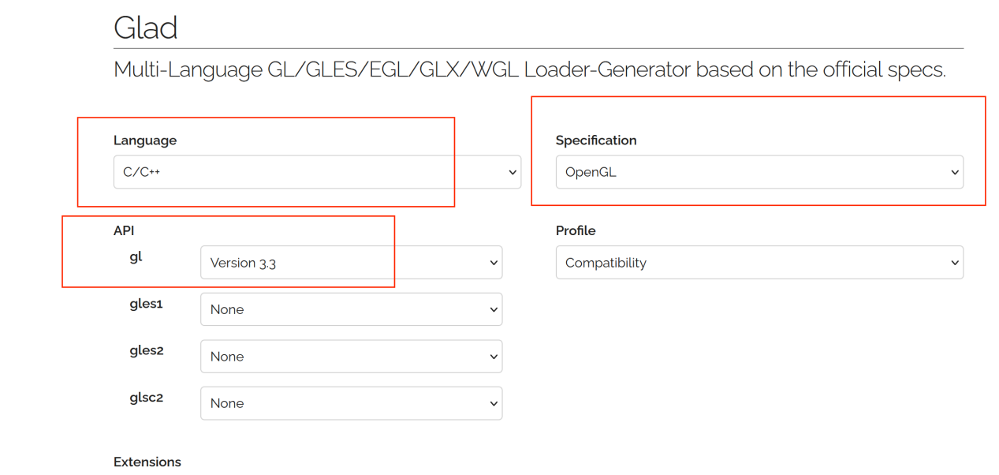 Glad
Multi-Language GL/GLES/EGL/GLX/WGL Loader-Generator based on the official specs.
Language
C/C++
Specification
OpenGL
API
gl
Version 3.3
Profile
Compatibility
gles1
None
gles2
None
glsc2
None
Extensions